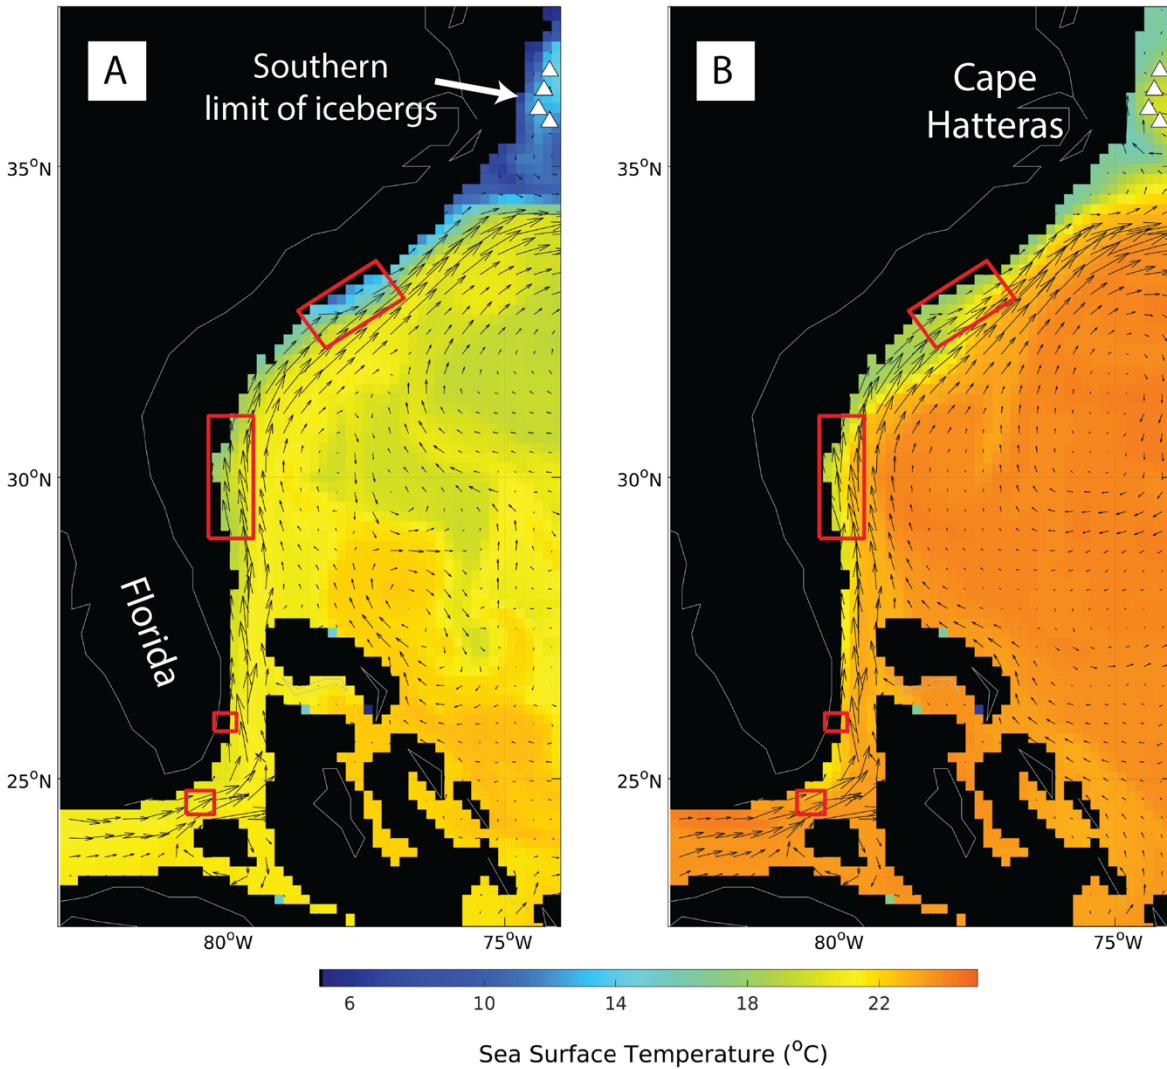 A
Southern
limit of icebergs
35°N
30°N
Florida
25°N
80°W
75°W
B
Cape
Hatteras
35°N
30°N
25°N
80°W
75°W
6
10
14
18
22
Sea Surface Temperature (°C)